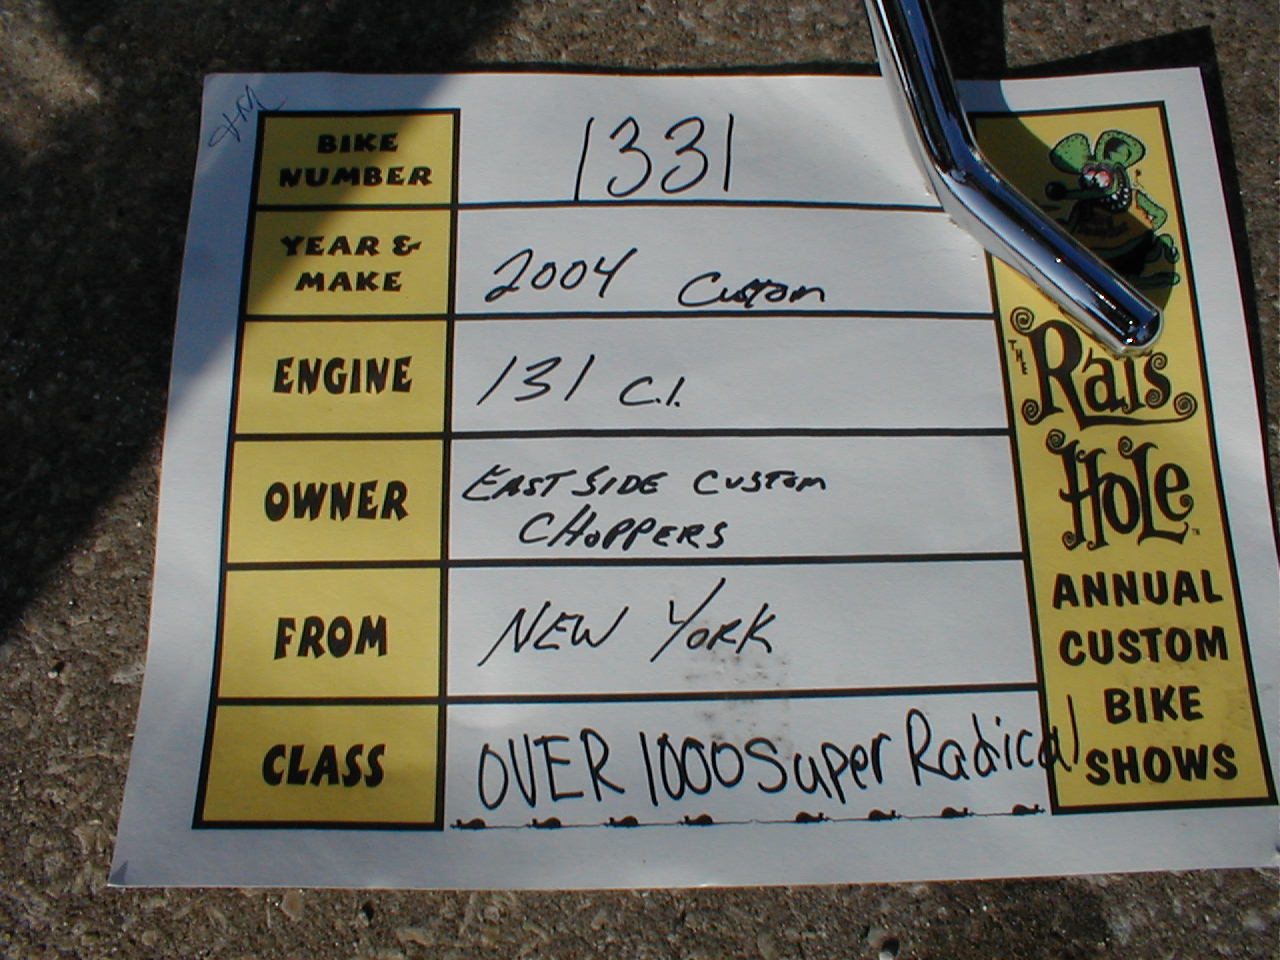 BIKE NUMBER 1331
YEAR & MAKE 2004 Custom
ENGINE 131 C.I.
OWNER EAST SIDE CUSTOM CHOPPERS
FROM NEW YORK
CLASS OVER 1000 Super Radical
THE
Rat's
HOLE
ANNUAL
CUSTOM
BIKE
SHOWS